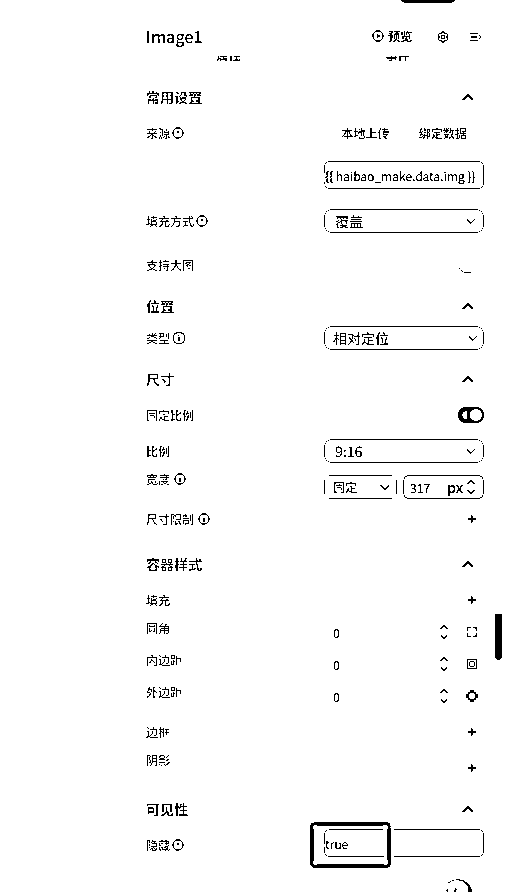 Image1 预览
属性 事件
常用设置
来源 本地上传 绑定数据
{{ haibao_make.data.img }}
填充方式 覆盖
支持大图
位置
类型 相对定位
尺寸
固定比例
比例 9:16
宽度 固定 317 px
尺寸限制
容器样式
填充
圆角 0
内边距 0
外边距 0
边框
阴影
可见性
隐藏 true